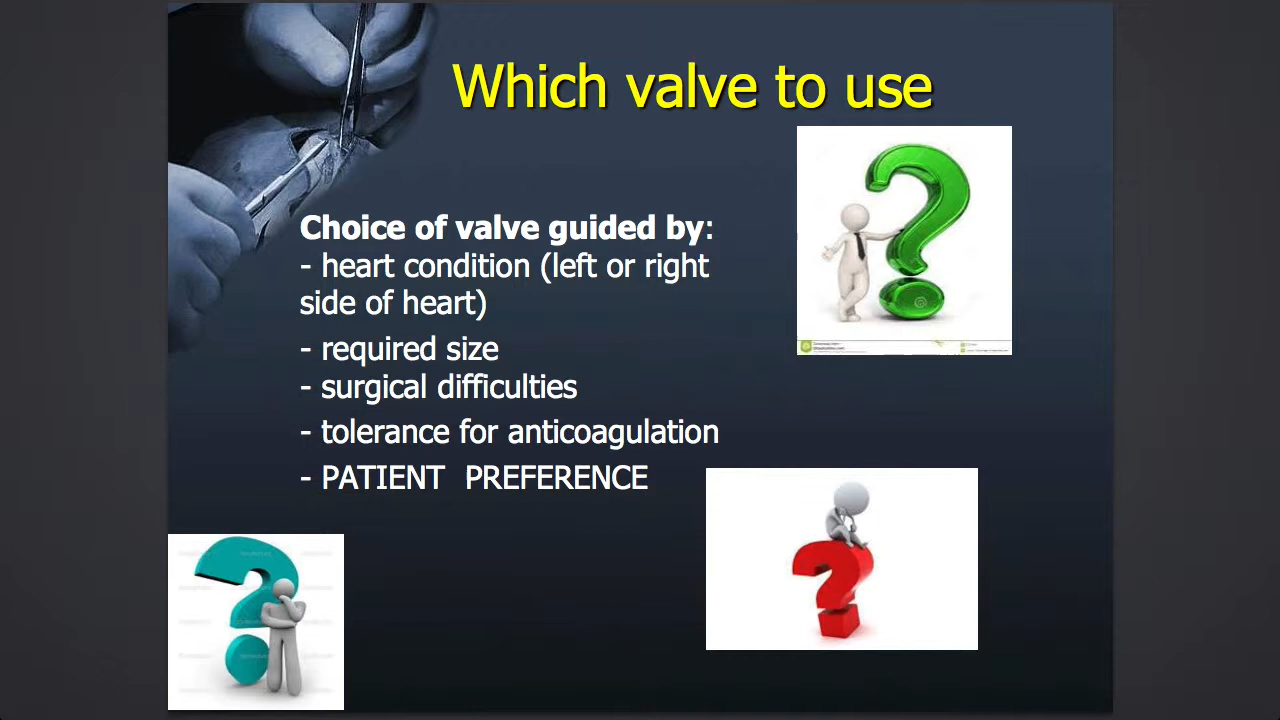 Which valve to use
Choice of valve guided by:
- heart condition (left or right
side of heart)
- required size
- surgical difficulties
- tolerance for anticoagulation
- PATIENT  PREFERENCE